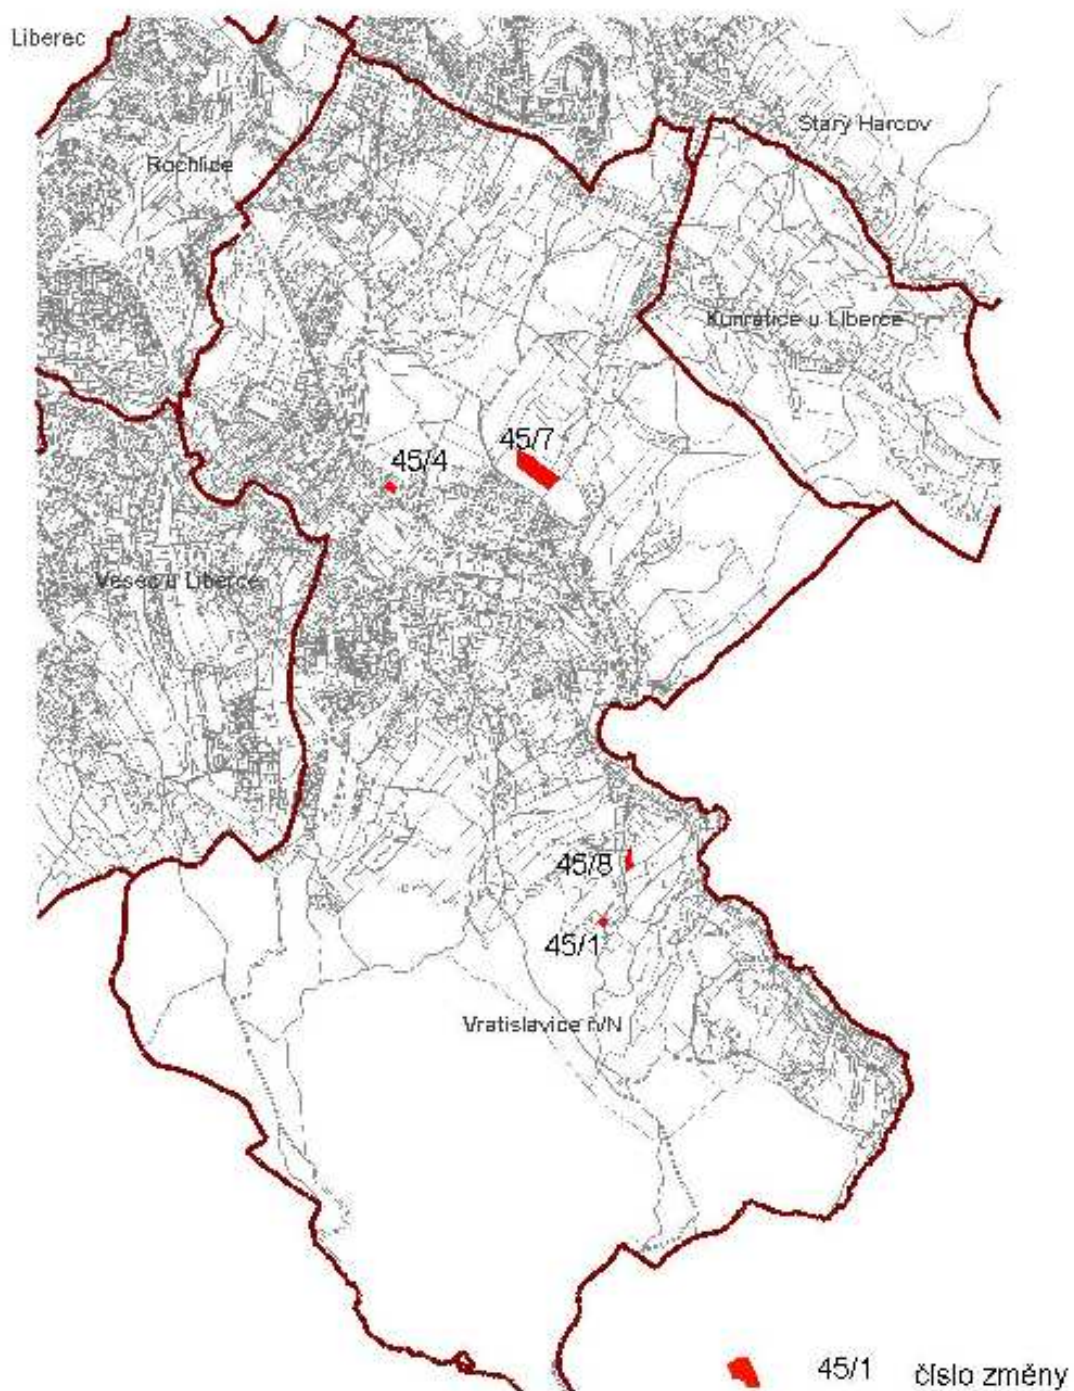 Liberec
Starý Harcov
Rochlice
Kunratice u Liberce
45/7
45/4
Vesec u Liberce
45/8
45/1
Vratislavice n/N
45/1 číslo změny